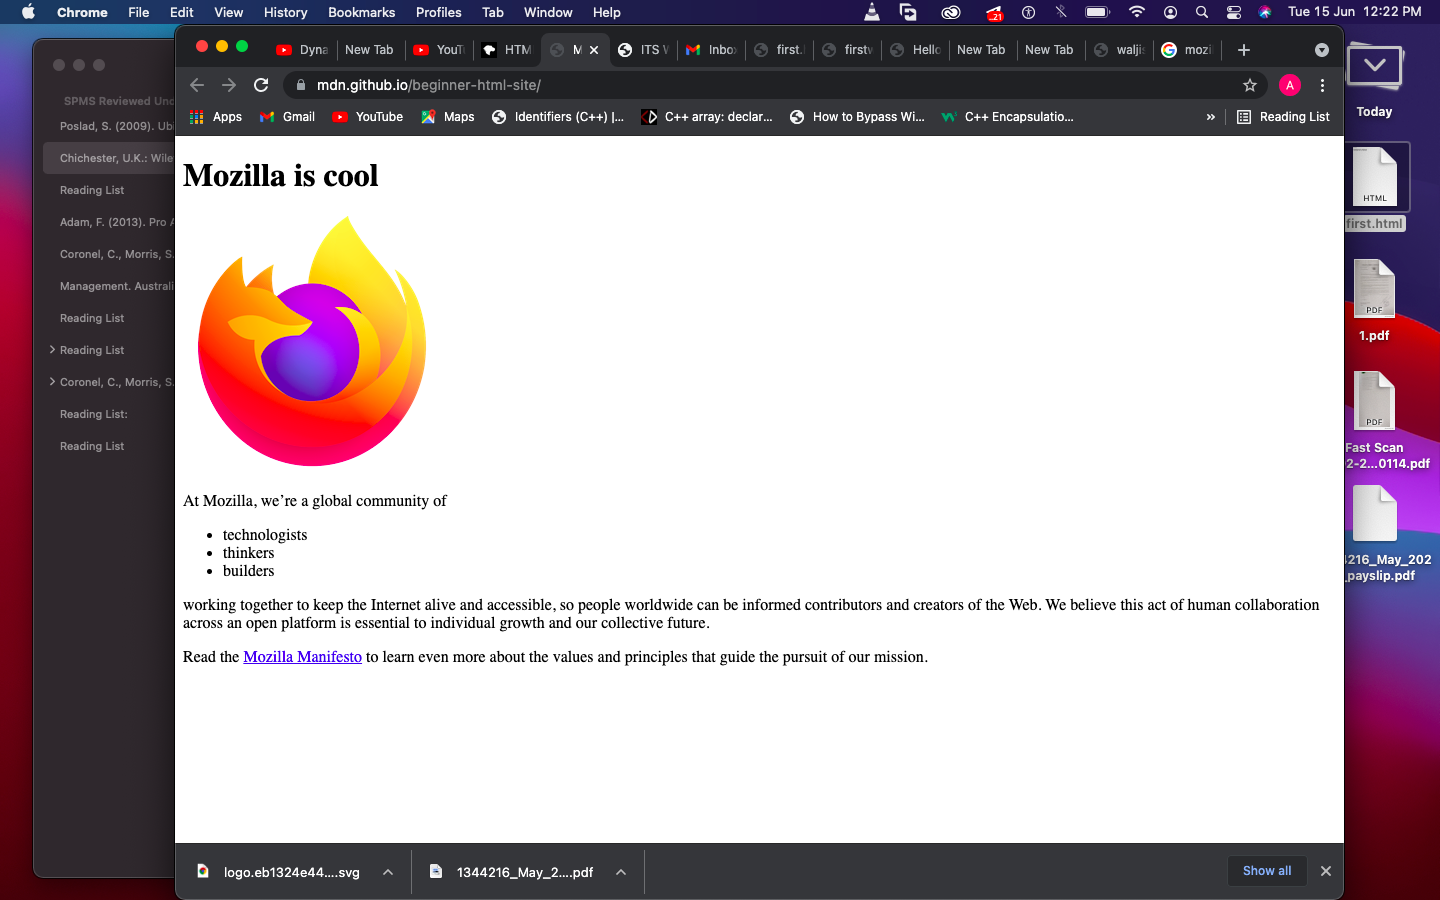 Chrome File Edit View History Bookmarks Profiles Tab Window Help
21
Tue 15 Jun 12:22 PM
SPMS Reviewed Und
Poslad, S. (2009). Ubi
Chichester, U.K.: Wile
Reading List
Adam, F. (2013). Pro A
Coronel, C., Morris, S.
Management. Australi
Reading List
Reading List
Coronel, C., Morris, S.
Reading List:
Reading List
Dyna New Tab YouT HTM M ITS W Inbo first. firstw Hello New Tab New Tab waljis mozil
mdn.github.io/beginner-html-site/
A
Apps Gmail YouTube Maps Identifiers (C++) |... C++ array: declar... How to Bypass Wi... C++ Encapsulatio... » Reading List
Mozilla is cool
At Mozilla, we’re a global community of
• technologists
• thinkers
• builders
working together to keep the Internet alive and accessible, so people worldwide can be informed contributors and creators of the Web. We believe this act of human collaboration
across an open platform is essential to individual growth and our collective future.
Read the Mozilla Manifesto to learn even more about the values and principles that guide the pursuit of our mission.
logo.eb1324e44....svg
1344216_May_2....pdf
Show all
Today
HTML
first.html
PDF
1.pdf
PDF
Fast Scan
2-2...0114.pdf
4216_May_202
_payslip.pdf